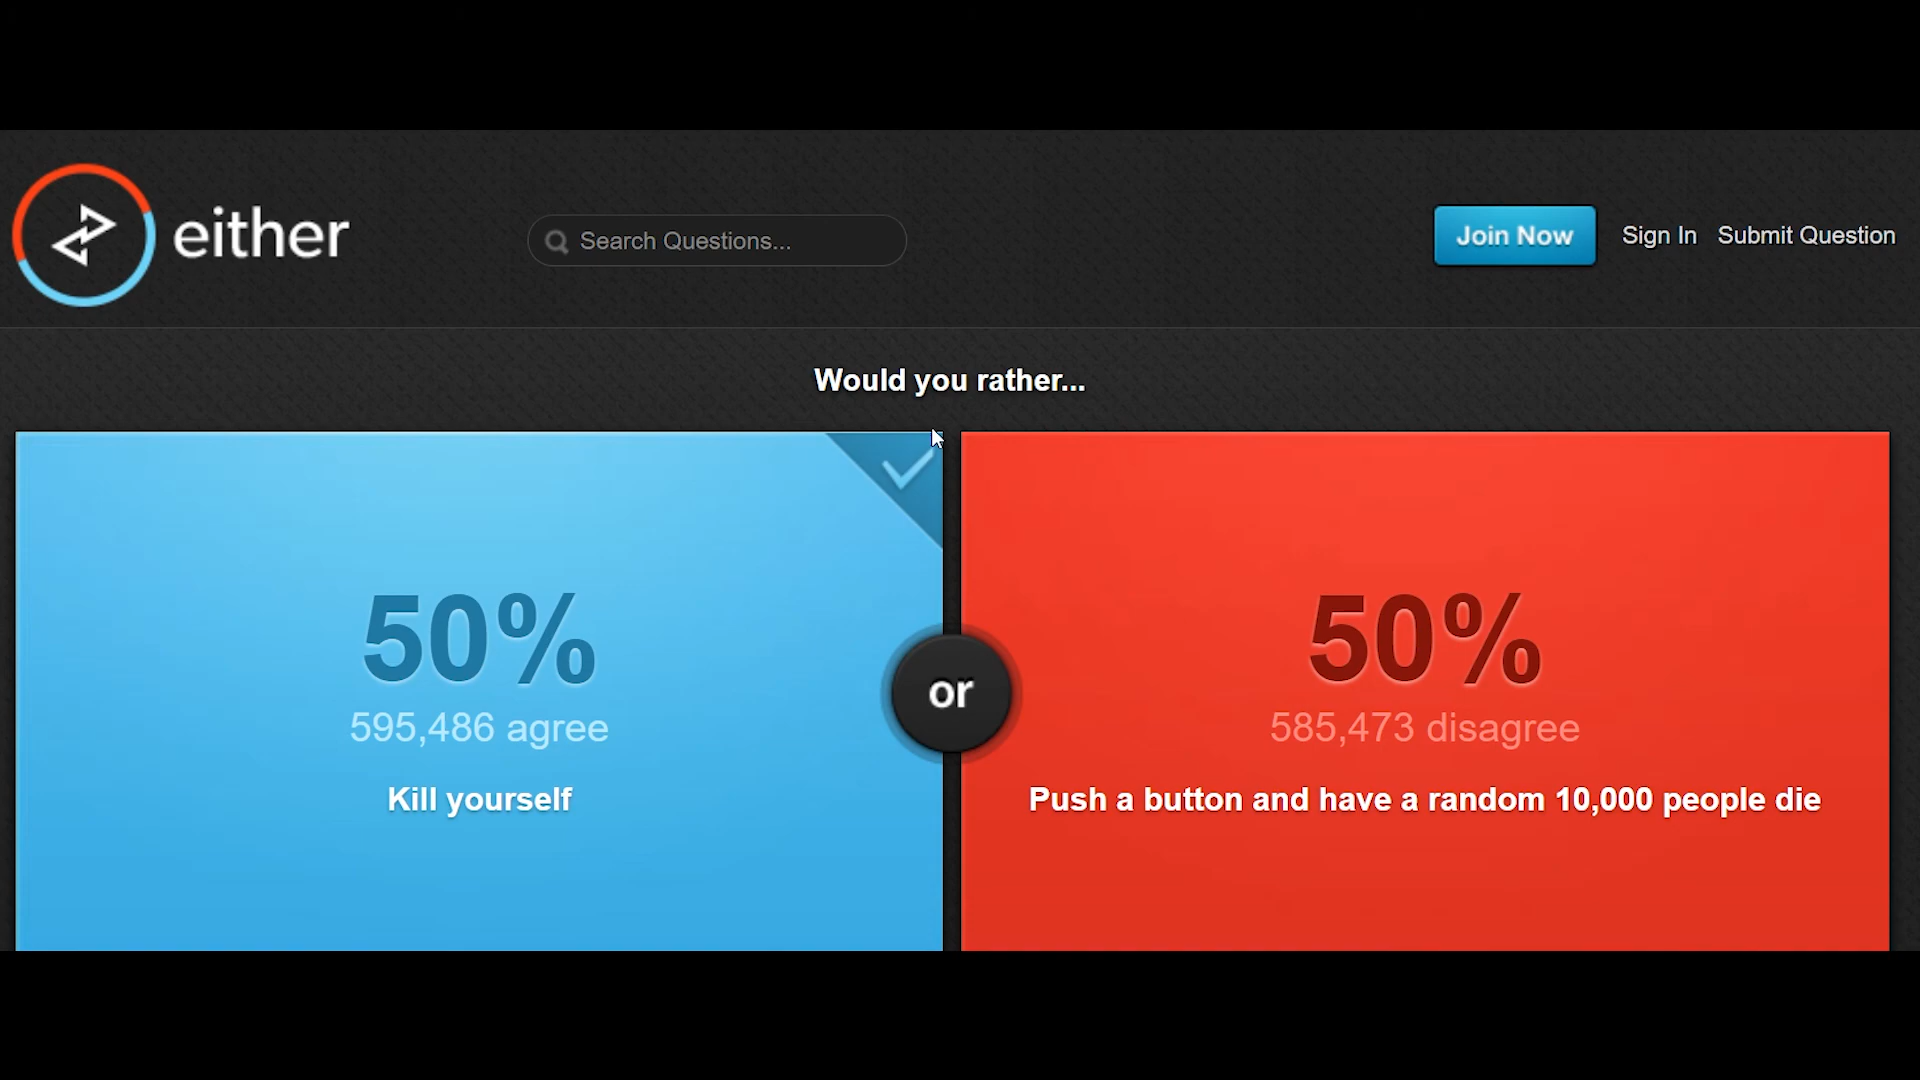 either
Search Questions...
Join Now
Sign In
Submit Question
Would you rather...
50%
595,486 agree
Kill yourself
or
50%
585,473 disagree
Push a button and have a random 10,000 people die